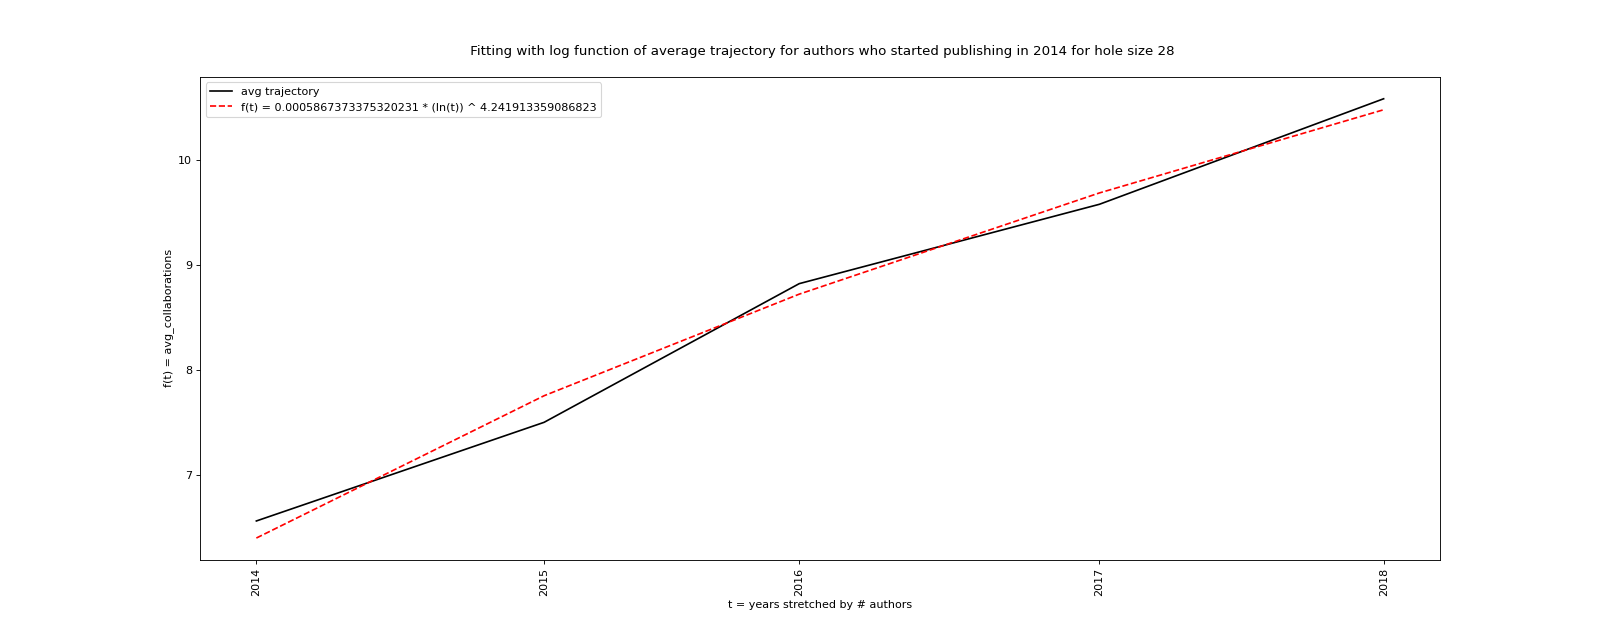 Fitting with log function of average trajectory for authors who started publishing in 2014 for hole size 28
avg trajectory
f(t) = 0.0005867373375320231 * (ln(t)) ^ 4.241913359086823
10
9
8
7
f(t) = avg_collaborations
2014
2015
2016
2017
2018
t = years stretched by # authors